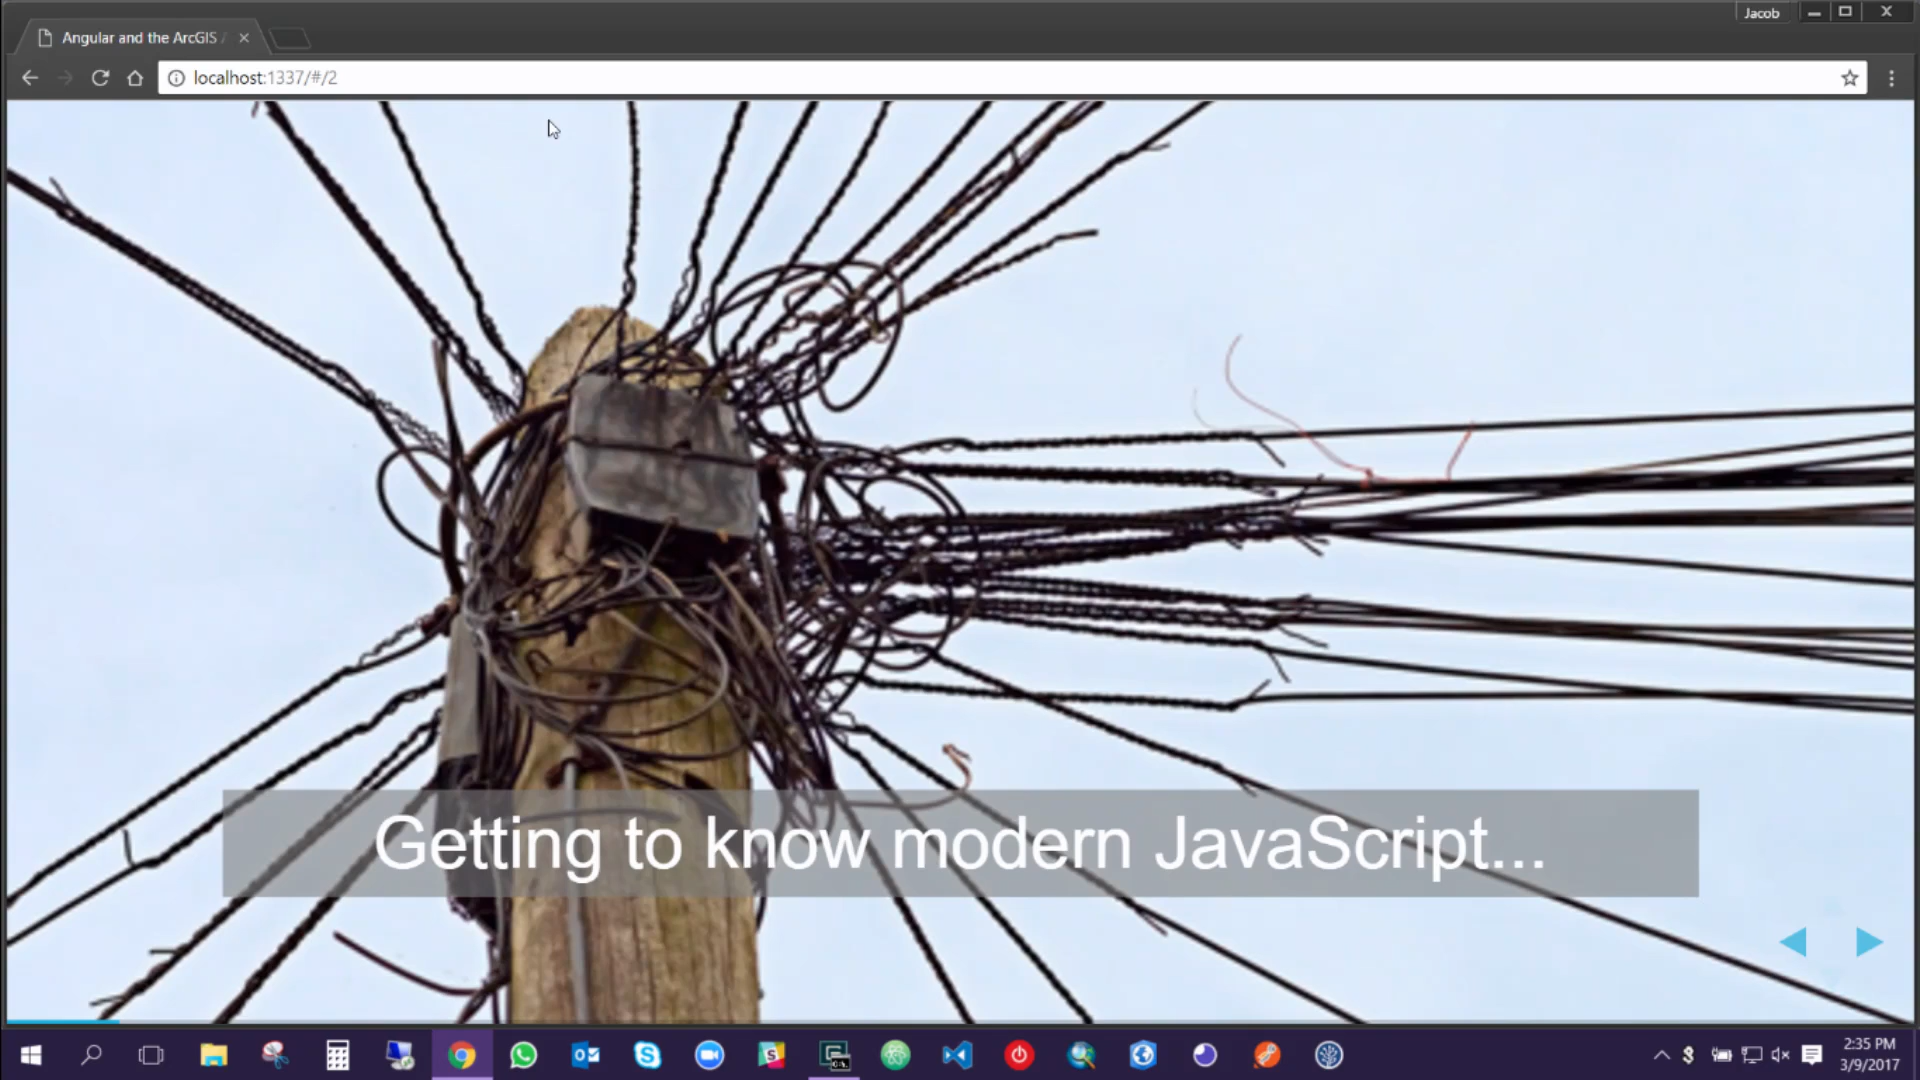 Jacob
Angular and the ArcGIS
localhost:1337/#/2
Getting to know modern JavaScript...
2:35 PM
3/9/2017